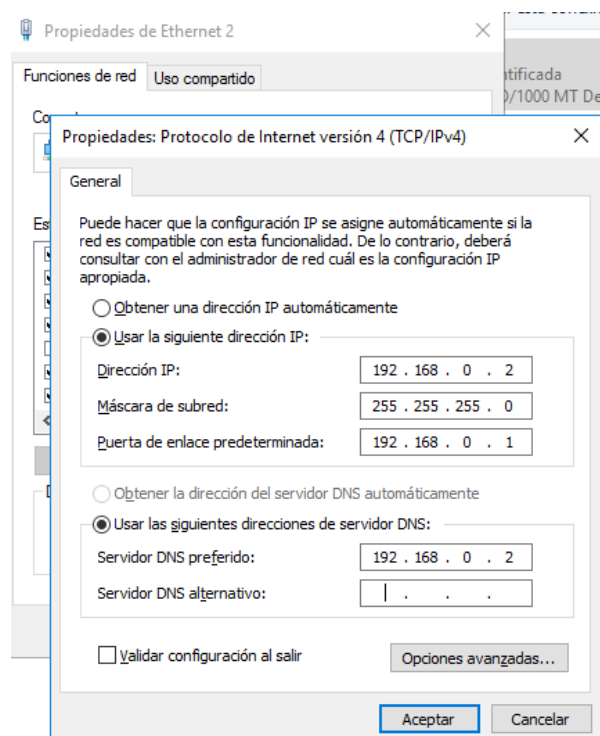 Propiedades de Ethernet 2
Funciones de red
Uso compartido
tificada
0/1000 MT De
Propiedades: Protocolo de Internet versión 4 (TCP/IPv4)
General
Puede hacer que la configuración IP se asigne automáticamente si la
red es compatible con esta funcionalidad. De lo contrario, deberá
consultar con el administrador de red cuál es la configuración IP
apropiada.
Obtener una dirección IP automáticamente
Usar la siguiente dirección IP:
Dirección IP: 192 . 168 . 0 . 2
Máscara de subred: 255 . 255 . 255 . 0
Puerta de enlace predeterminada: 192 . 168 . 0 . 1
Obtener la dirección del servidor DNS automáticamente
Usar las siguientes direcciones de servidor DNS:
Servidor DNS preferido: 192 . 168 . 0 . 2
Servidor DNS alternativo: . . .
Validar configuración al salir
Opciones avanzadas...
Aceptar
Cancelar